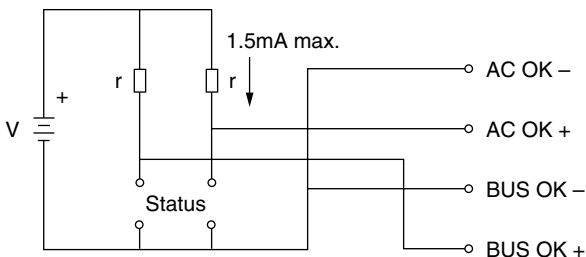 1.5mA max.
AC OK –
+
r
r
V
AC OK +
Status
BUS OK –
BUS OK +